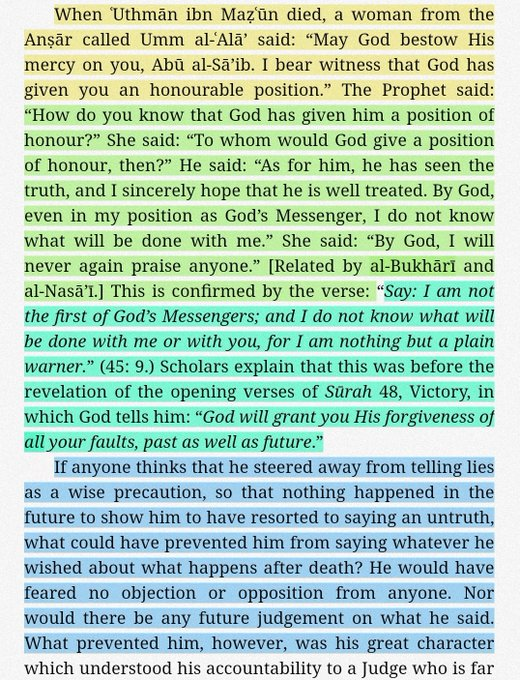 When ʿUthmān ibn Maẓʿūn died, a woman from the
Anṣār called Umm al-ʿAlāʾ said: “May God bestow His
mercy on you, Abū al-Sāʾib. I bear witness that God has
given you an honourable position.” The Prophet said:
“How do you know that God has given him a position of
honour?” She said: “To whom would God give a position
of honour, then?” He said: “As for him, he has seen the
truth, and I sincerely hope that he is well treated. By God,
even in my position as God’s Messenger, I do not know
what will be done with me.” She said: “By God, I will
never again praise anyone.” [Related by al-Bukhārī and
al-Nasāʾī.] This is confirmed by the verse: “Say: I am not
the first of God’s Messengers; and I do not know what will
be done with me or with you, for I am nothing but a plain
warner.” (45: 9.) Scholars explain that this was before the
revelation of the opening verses of Sūrah 48, Victory, in
which God tells him: “God will grant you His forgiveness of
all your faults, past as well as future.”
If anyone thinks that he steered away from telling lies
as a wise precaution, so that nothing happened in the
future to show him to have resorted to saying an untruth,
what could have prevented him from saying whatever he
wished about what happens after death? He would have
feared no objection or opposition from anyone. Nor
would there be any future judgement on what he said.
What prevented him, however, was his great character
which understood his accountability to a Judge who is far